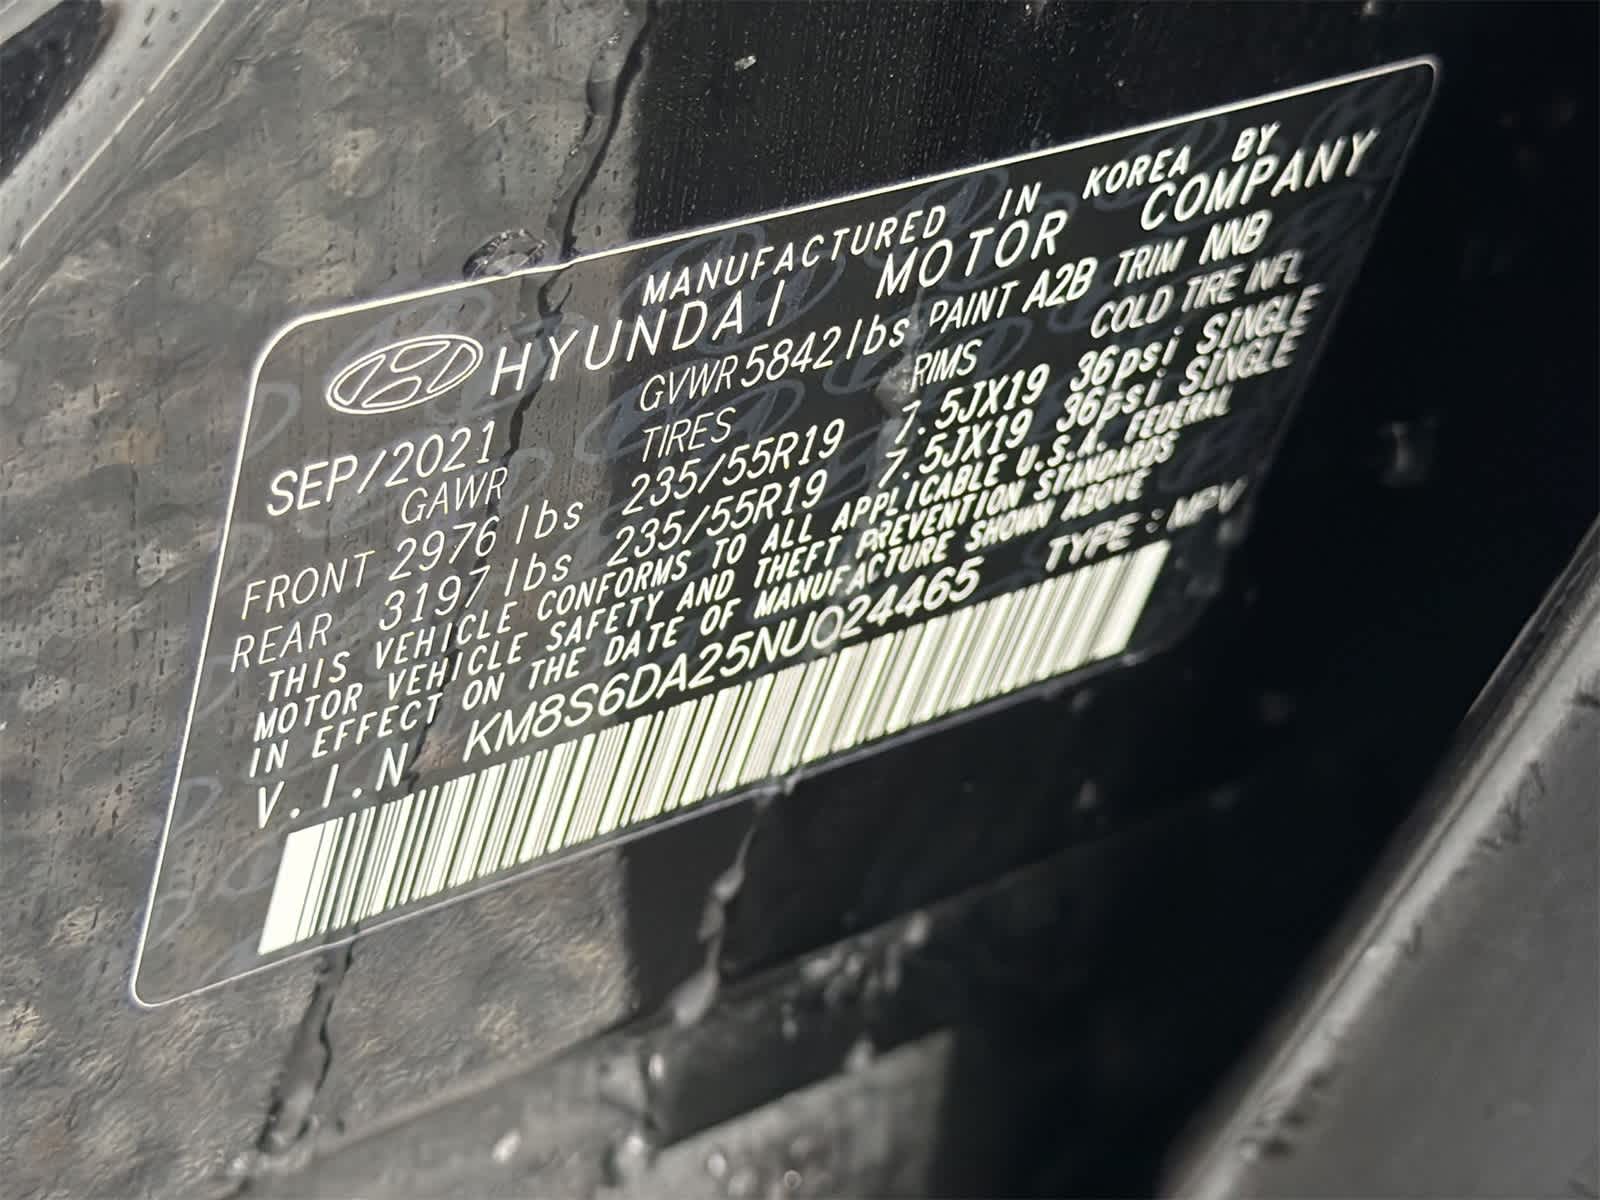 MANUFACTURED IN KOREA BY
HYUNDAI MOTOR COMPANY
SEP/2021 GVWR 5842lbs PAINT A2B TRIM NNB
GAWR TIRES RIMS COLD TIRE INFL
FRONT 2976lbs 235/55R19 7.5JX19 36psi SINGLE
REAR 3197lbs 235/55R19 7.5JX19 36psi SINGLE
THIS VEHICLE CONFORMS TO ALL APPLICABLE U.S.A. FEDERAL
MOTOR VEHICLE SAFETY AND THEFT PREVENTION STANDARDS
IN EFFECT ON THE DATE OF MANUFACTURE SHOWN ABOVE
V.I.N KM8S6DA25NU024465 TYPE : MPV